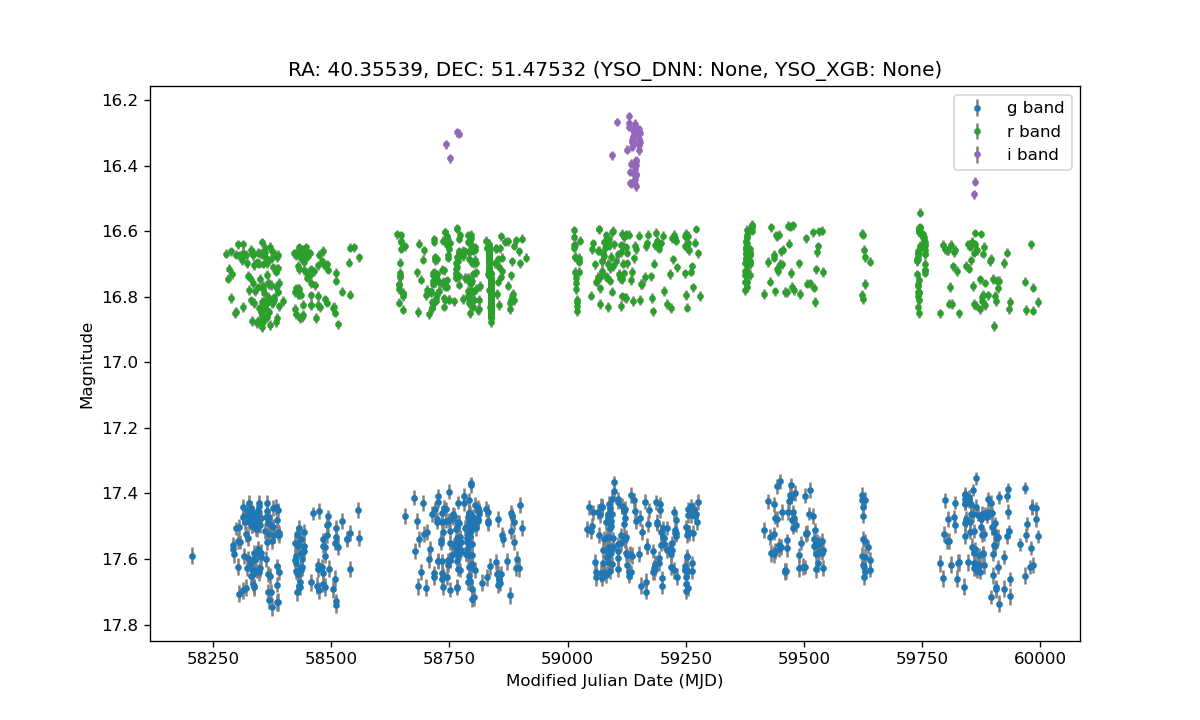 RA: 40.35539, DEC: 51.47532 (YSO_DNN: None, YSO_XGB: None)
g band
r band
i band
16.2
16.4
16.6
16.8
17.0
17.2
17.4
17.6
17.8
Magnitude
58250 58500 58750 59000 59250 59500 59750 60000
Modified Julian Date (MJD)